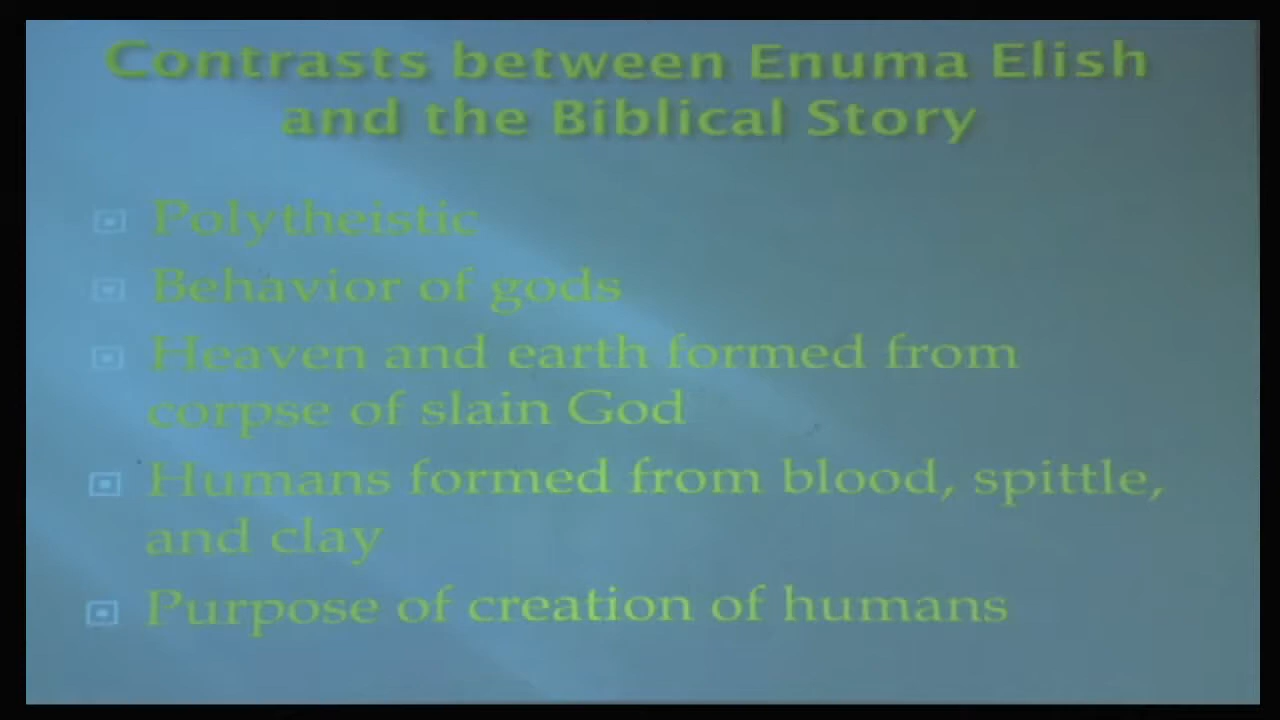 Contrasts between Enuma Elish
and the Biblical Story
Polytheistic
Behavior of gods
Heaven and earth formed from
corpse of slain God
Humans formed from blood, spittle,
and clay
Purpose of creation of humans